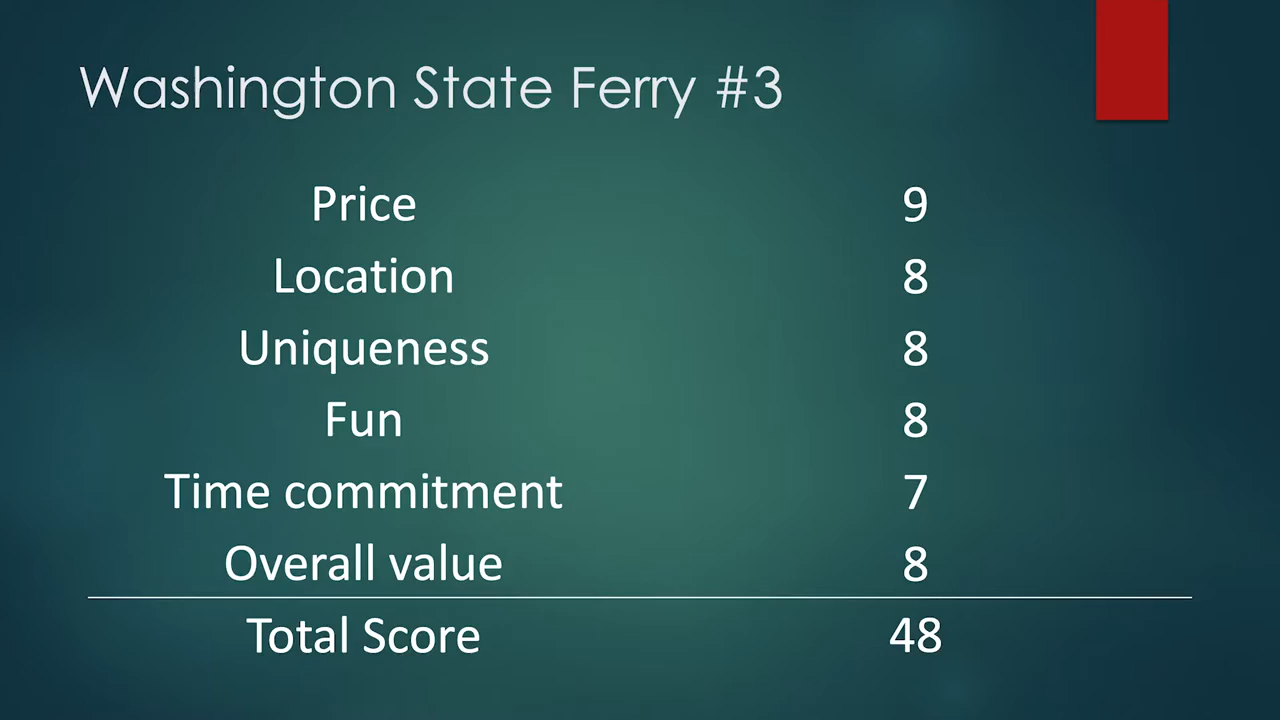 Washington State Ferry #3
Price 9
Location 8
Uniqueness 8
Fun 8
Time commitment 7
Overall value 8
Total Score 48